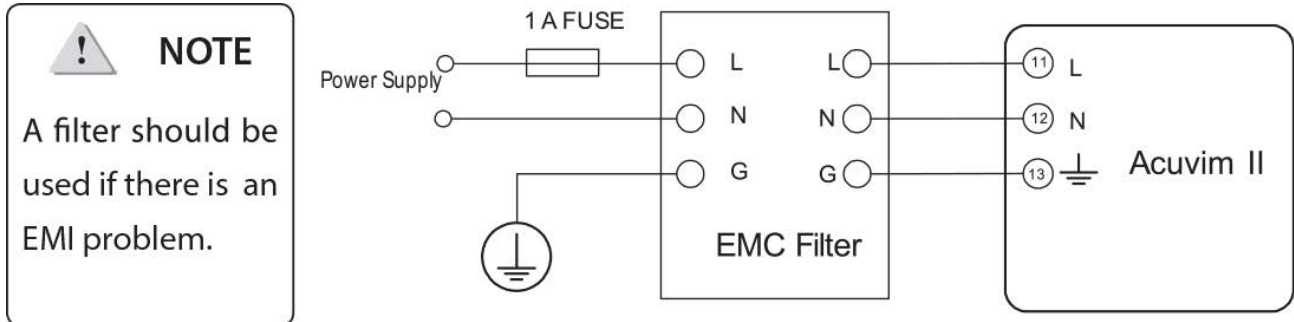 !
NOTE
A filter should be
used if there is an
EMI problem.
1 A FUSE
Power Supply
L
L
11
L
N
N
12
N
G
G
13
Acuvim II
EMC Filter